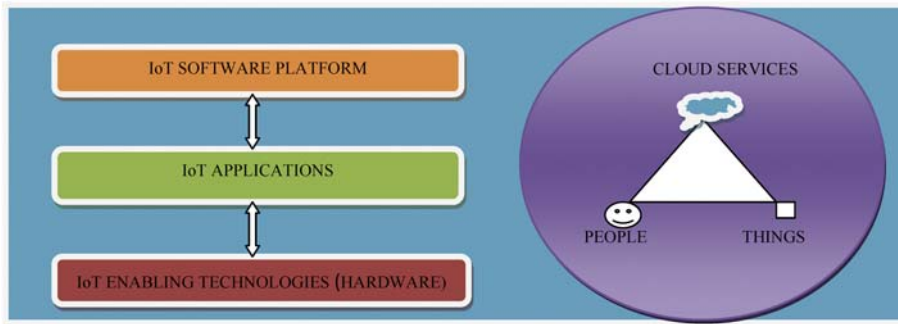 IoT SOFTWARE PLATFORM
IoT APPLICATIONS
IoT ENABLING TECHNOLOGIES (HARDWARE)
CLOUD SERVICES
PEOPLE
THINGS